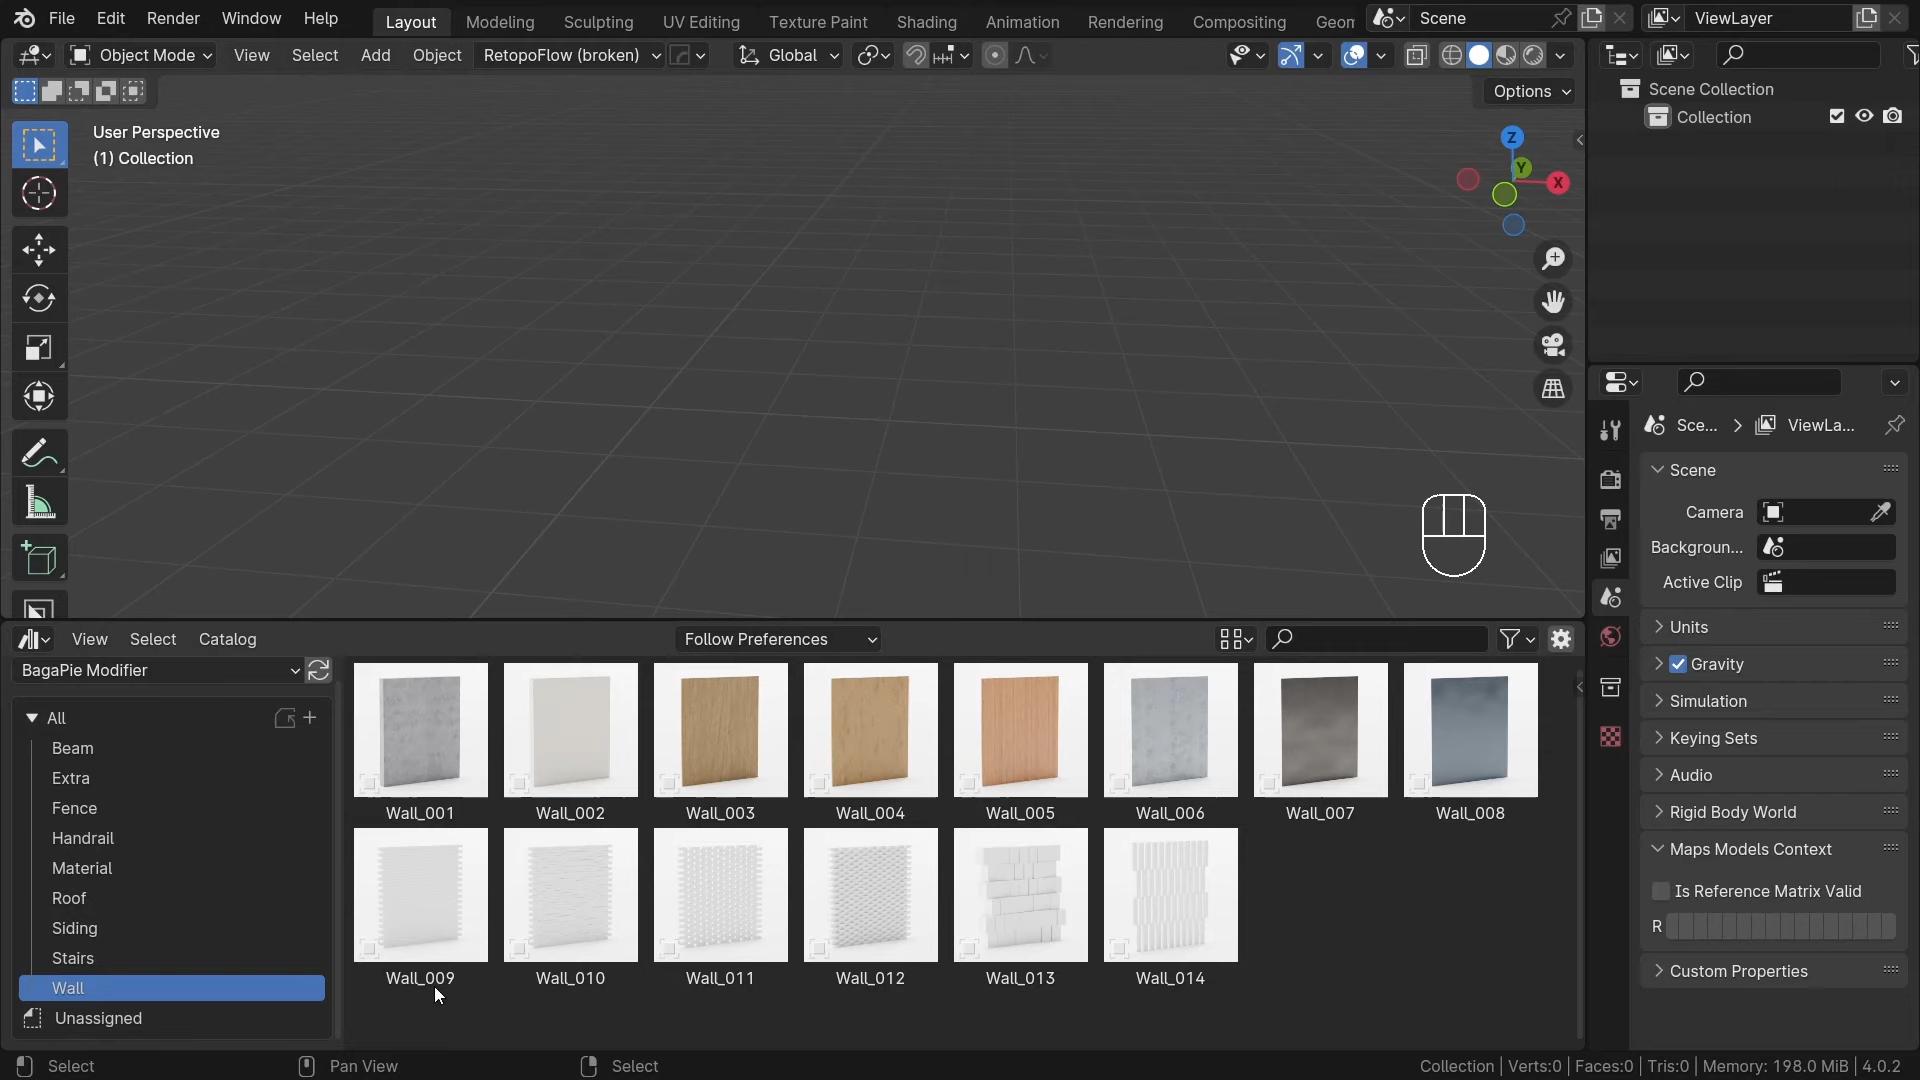 File Edit Render Window Help Layout Modeling Sculpting UV Editing Texture Paint Shading Animation Rendering Compositing Geom Scene ViewLayer
Object Mode View Select Add Object RetopoFlow (broken) Global
Options
User Perspective
(1) Collection
Z
Y
X
Scene Collection
Collection
Sce... ViewLa...
Scene
Camera
Backgroun...
Active Clip
Units
Gravity
Simulation
Keying Sets
Audio
Rigid Body World
Maps Models Context
Is Reference Matrix Valid
R
Custom Properties
View Select Catalog Follow Preferences
BagaPie Modifier
All
Beam
Extra
Fence
Handrail
Material
Roof
Siding
Stairs
Wall
Unassigned
Wall_001 Wall_002 Wall_003 Wall_004 Wall_005 Wall_006 Wall_007 Wall_008
Wall_009 Wall_010 Wall_011 Wall_012 Wall_013 Wall_014
Select Pan View Select Collection | Verts:0 | Faces:0 | Tris:0 | Memory: 198.0 MiB | 4.0.2